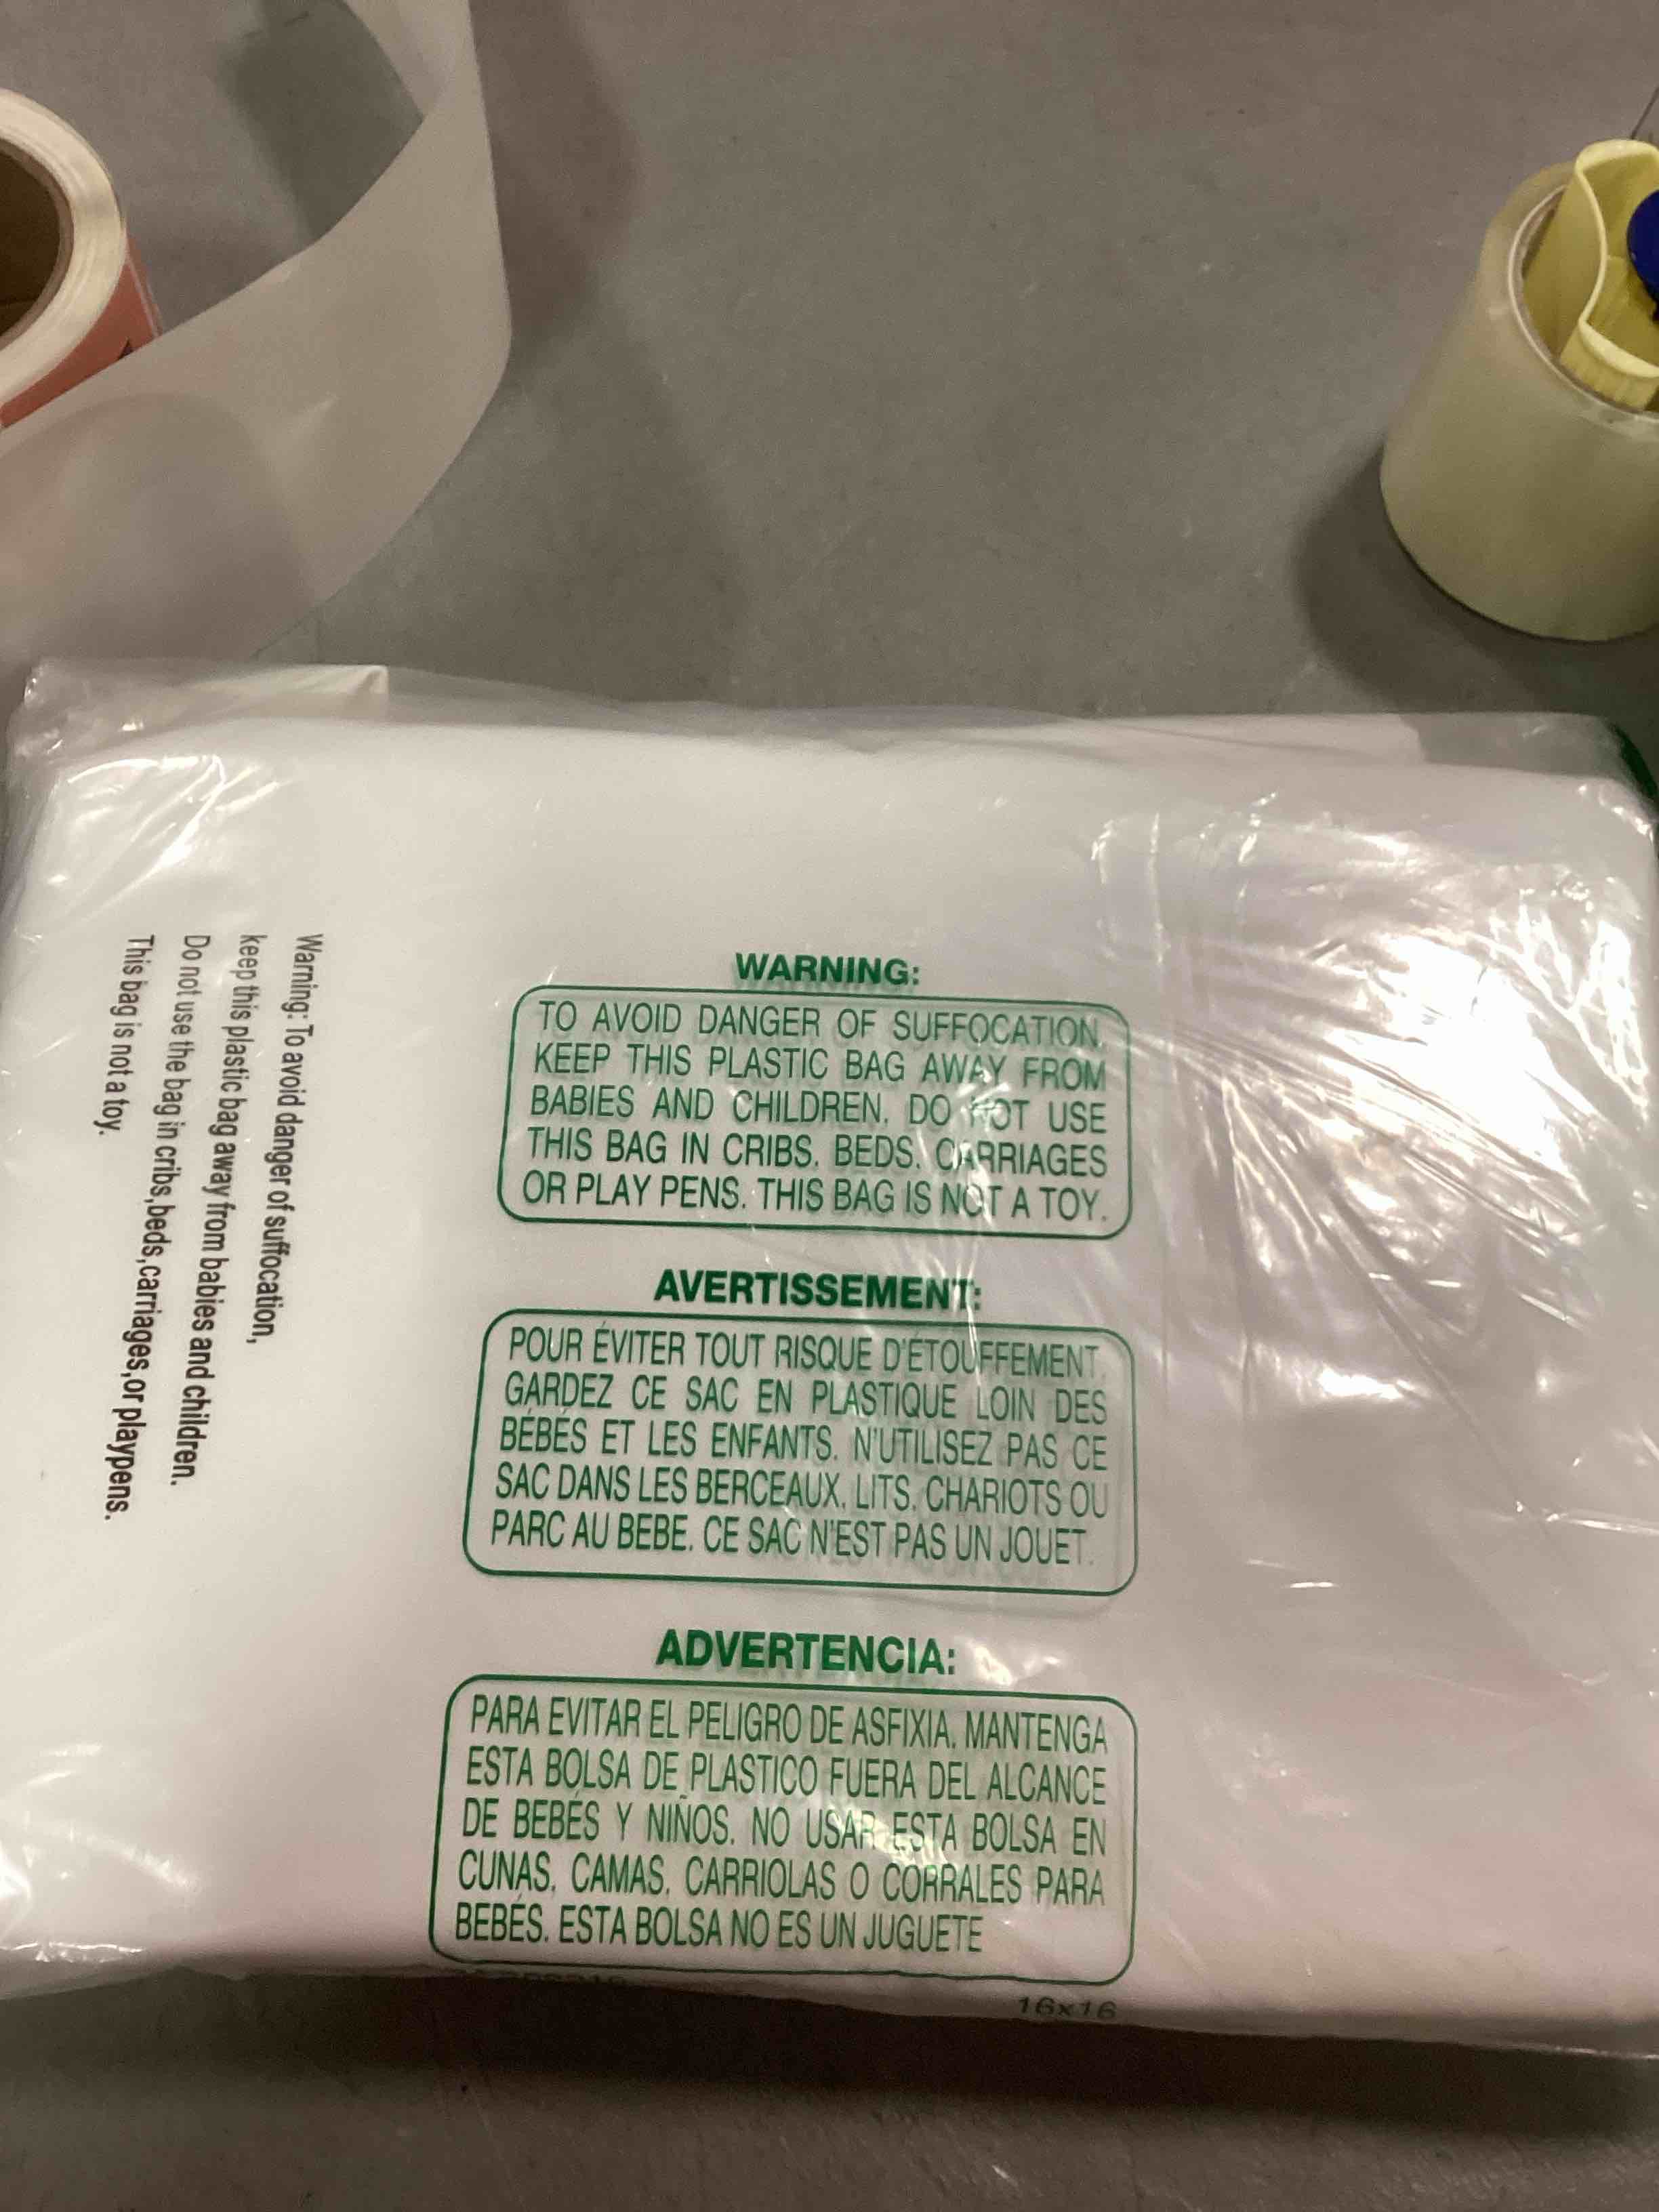 Warning: To avoid danger of suffocation,
keep this plastic bag away from babies and children.
Do not use the bag in cribs,beds,carriages,or playpens.
This bag is not a toy.
WARNING:
TO AVOID DANGER OF SUFFOCATION,
KEEP THIS PLASTIC BAG AWAY FROM
BABIES AND CHILDREN. DO NOT USE
THIS BAG IN CRIBS. BEDS. CARRIAGES
OR PLAY PENS. THIS BAG IS NOT A TOY.
AVERTISSEMENT:
POUR ÉVITER TOUT RISQUE D'ÉTOUFFEMENT.
GARDEZ CE SAC EN PLASTIQUE LOIN DES
BÉBÉS ET LES ENFANTS. N'UTILISEZ PAS CE
SAC DANS LES BERCEAUX. LITS. CHARIOTS OU
PARC AU BEBE. CE SAC N'EST PAS UN JOUET.
ADVERTENCIA:
PARA EVITAR EL PELIGRO DE ASFIXIA. MANTENGA
ESTA BOLSA DE PLASTICO FUERA DEL ALCANCE
DE BEBÉS Y NIÑOS. NO USAR ESTA BOLSA EN
CUNAS. CAMAS. CARRIOLAS O CORRALES PARA
BEBÉS. ESTA BOLSA NO ES UN JUGUETE
16x16